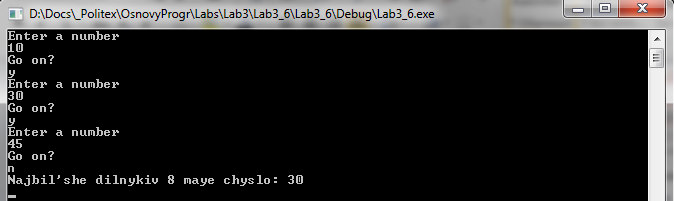 D:\Docs\_Politex\OsnovyProgr\Labs\Lab3\Lab3_6\Lab3_6\Debug\Lab3_6.exe
Enter a number
10
Go on?
y
Enter a number
30
Go on?
y
Enter a number
45
Go on?
n
Najbil'she dilnykiv 8 maye chyslo: 30